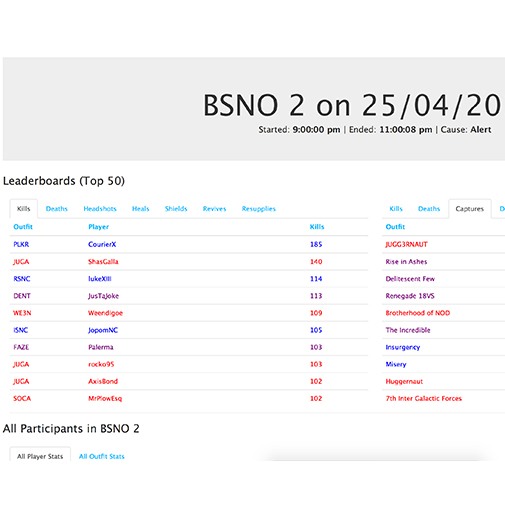 BSNO 2 on 25/04/20
Started: 9:00:00 pm | Ended: 11:00:08 pm | Cause: Alert
Leaderboards (Top 50)
Kills Deaths Headshots Heals Shields Revives Resupplies
Outfit Player Kills
PLKR CourierX 185
JUGA ShasGalla 140
RSNC lukeXIII 114
DENT JusTaJoke 113
WE3N Weendigoe 109
ISNC JopomNC 105
FAZE Palerma 103
JUGA rocko95 103
JUGA AxisBond 102
SOCA MrPlowEsq 102
Kills Deaths Captures D
Outfit
JUGG3RNAUT
Rise in Ashes
Delitescent Few
Renegade 18VS
Brotherhood of NOD
The Incredible
Insurgency
Misery
Huggernaut
7th Inter Galactic Forces
All Participants in BSNO 2
All Player Stats All Outfit Stats